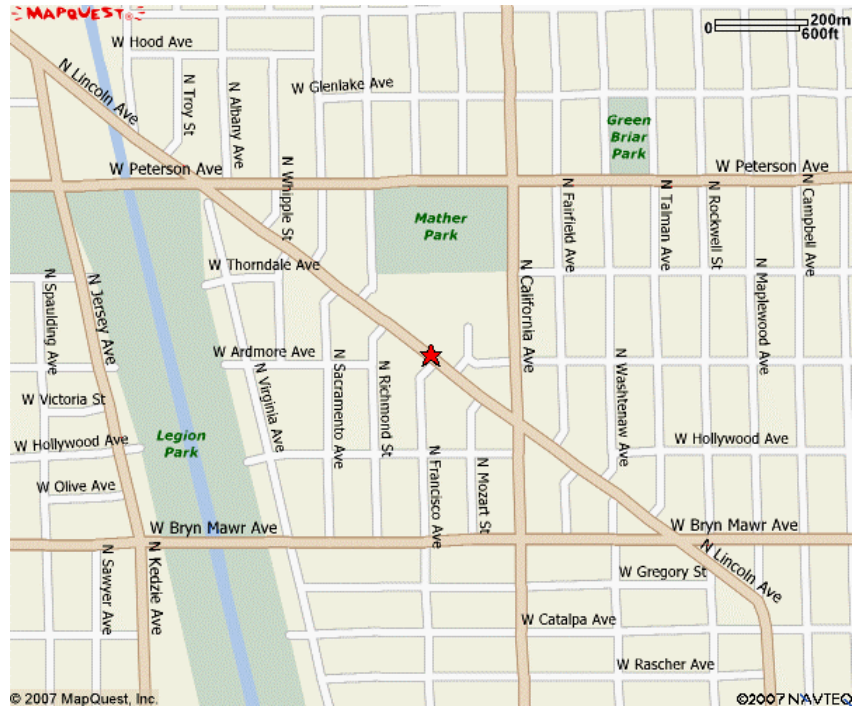 MAPQUEST®
0 200m
600ft
W Hood Ave
N Lincoln Ave
N Troy St
N Albany Ave
W Glenlake Ave
Green
Briar
Park
W Peterson Ave
W Peterson Ave
N Whipple St
Mather
Park
N Fairfield Ave
N Talman Ave
N Rockwell St
N Campbell Ave
W Thorndale Ave
N Spaulding Ave
N Jersey Ave
N California Ave
N Maplewood Ave
W Ardmore Ave
N Virginia Ave
N Sacramento Ave
N Richmond St
N Washtenaw Ave
W Victoria St
W Hollywood Ave
Legion
Park
W Hollywood Ave
N Francisco Ave
N Mozart St
W Olive Ave
W Bryn Mawr Ave
W Bryn Mawr Ave
N Sawyer Ave
N Kedzie Ave
N Lincoln Ave
W Gregory St
W Catalpa Ave
W Rascher Ave
© 2007 MapQuest, Inc.
©2007 NAVTEQ